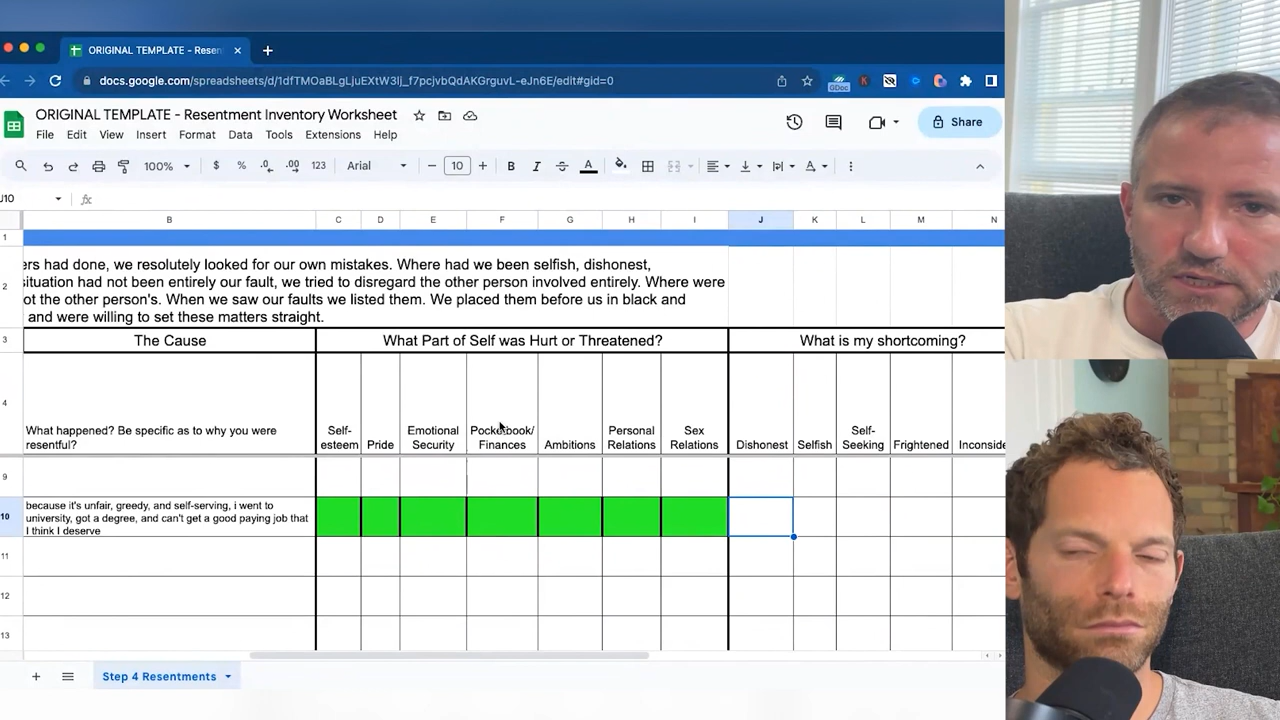 ORIGINAL TEMPLATE - Resen
docs.google.com/spreadsheets/d/1dfTMOaBLgLjuEXtW3lj_f7pcjvbQdAKGrguvL-eJn6E/edit#gid=0
GDoc
K
ORIGINAL TEMPLATE - Resentment Inventory Worksheet
File Edit View Insert Format Data Tools Extensions Help
Share
100% $ % .0 .00 123 Arial 10 B I A
J10 fx
B C D E F G H I J K L M N
1
ers had done, we resolutely looked for our own mistakes. Where had we been selfish, dishonest,
2
situation had not been entirely our fault, we tried to disregard the other person involved entirely. Where were
ot the other person's. When we saw our faults we listed them. We placed them before us in black and
and were willing to set these matters straight.
3 The Cause What Part of Self was Hurt or Threatened? What is my shortcoming?
4
What happened? Be specific as to why you were
resentful?
Self-
esteem
Pride
Emotional
Security
Pocketbook/
Finances
Ambitions
Personal
Relations
Sex
Relations
Dishonest
Selfish
Self-
Seeking
Frightened
Inconside
9
10
because it's unfair, greedy, and self-serving, i went to
university, got a degree, and can't get a good paying job that
I think I deserve
11
12
13
Step 4 Resentments